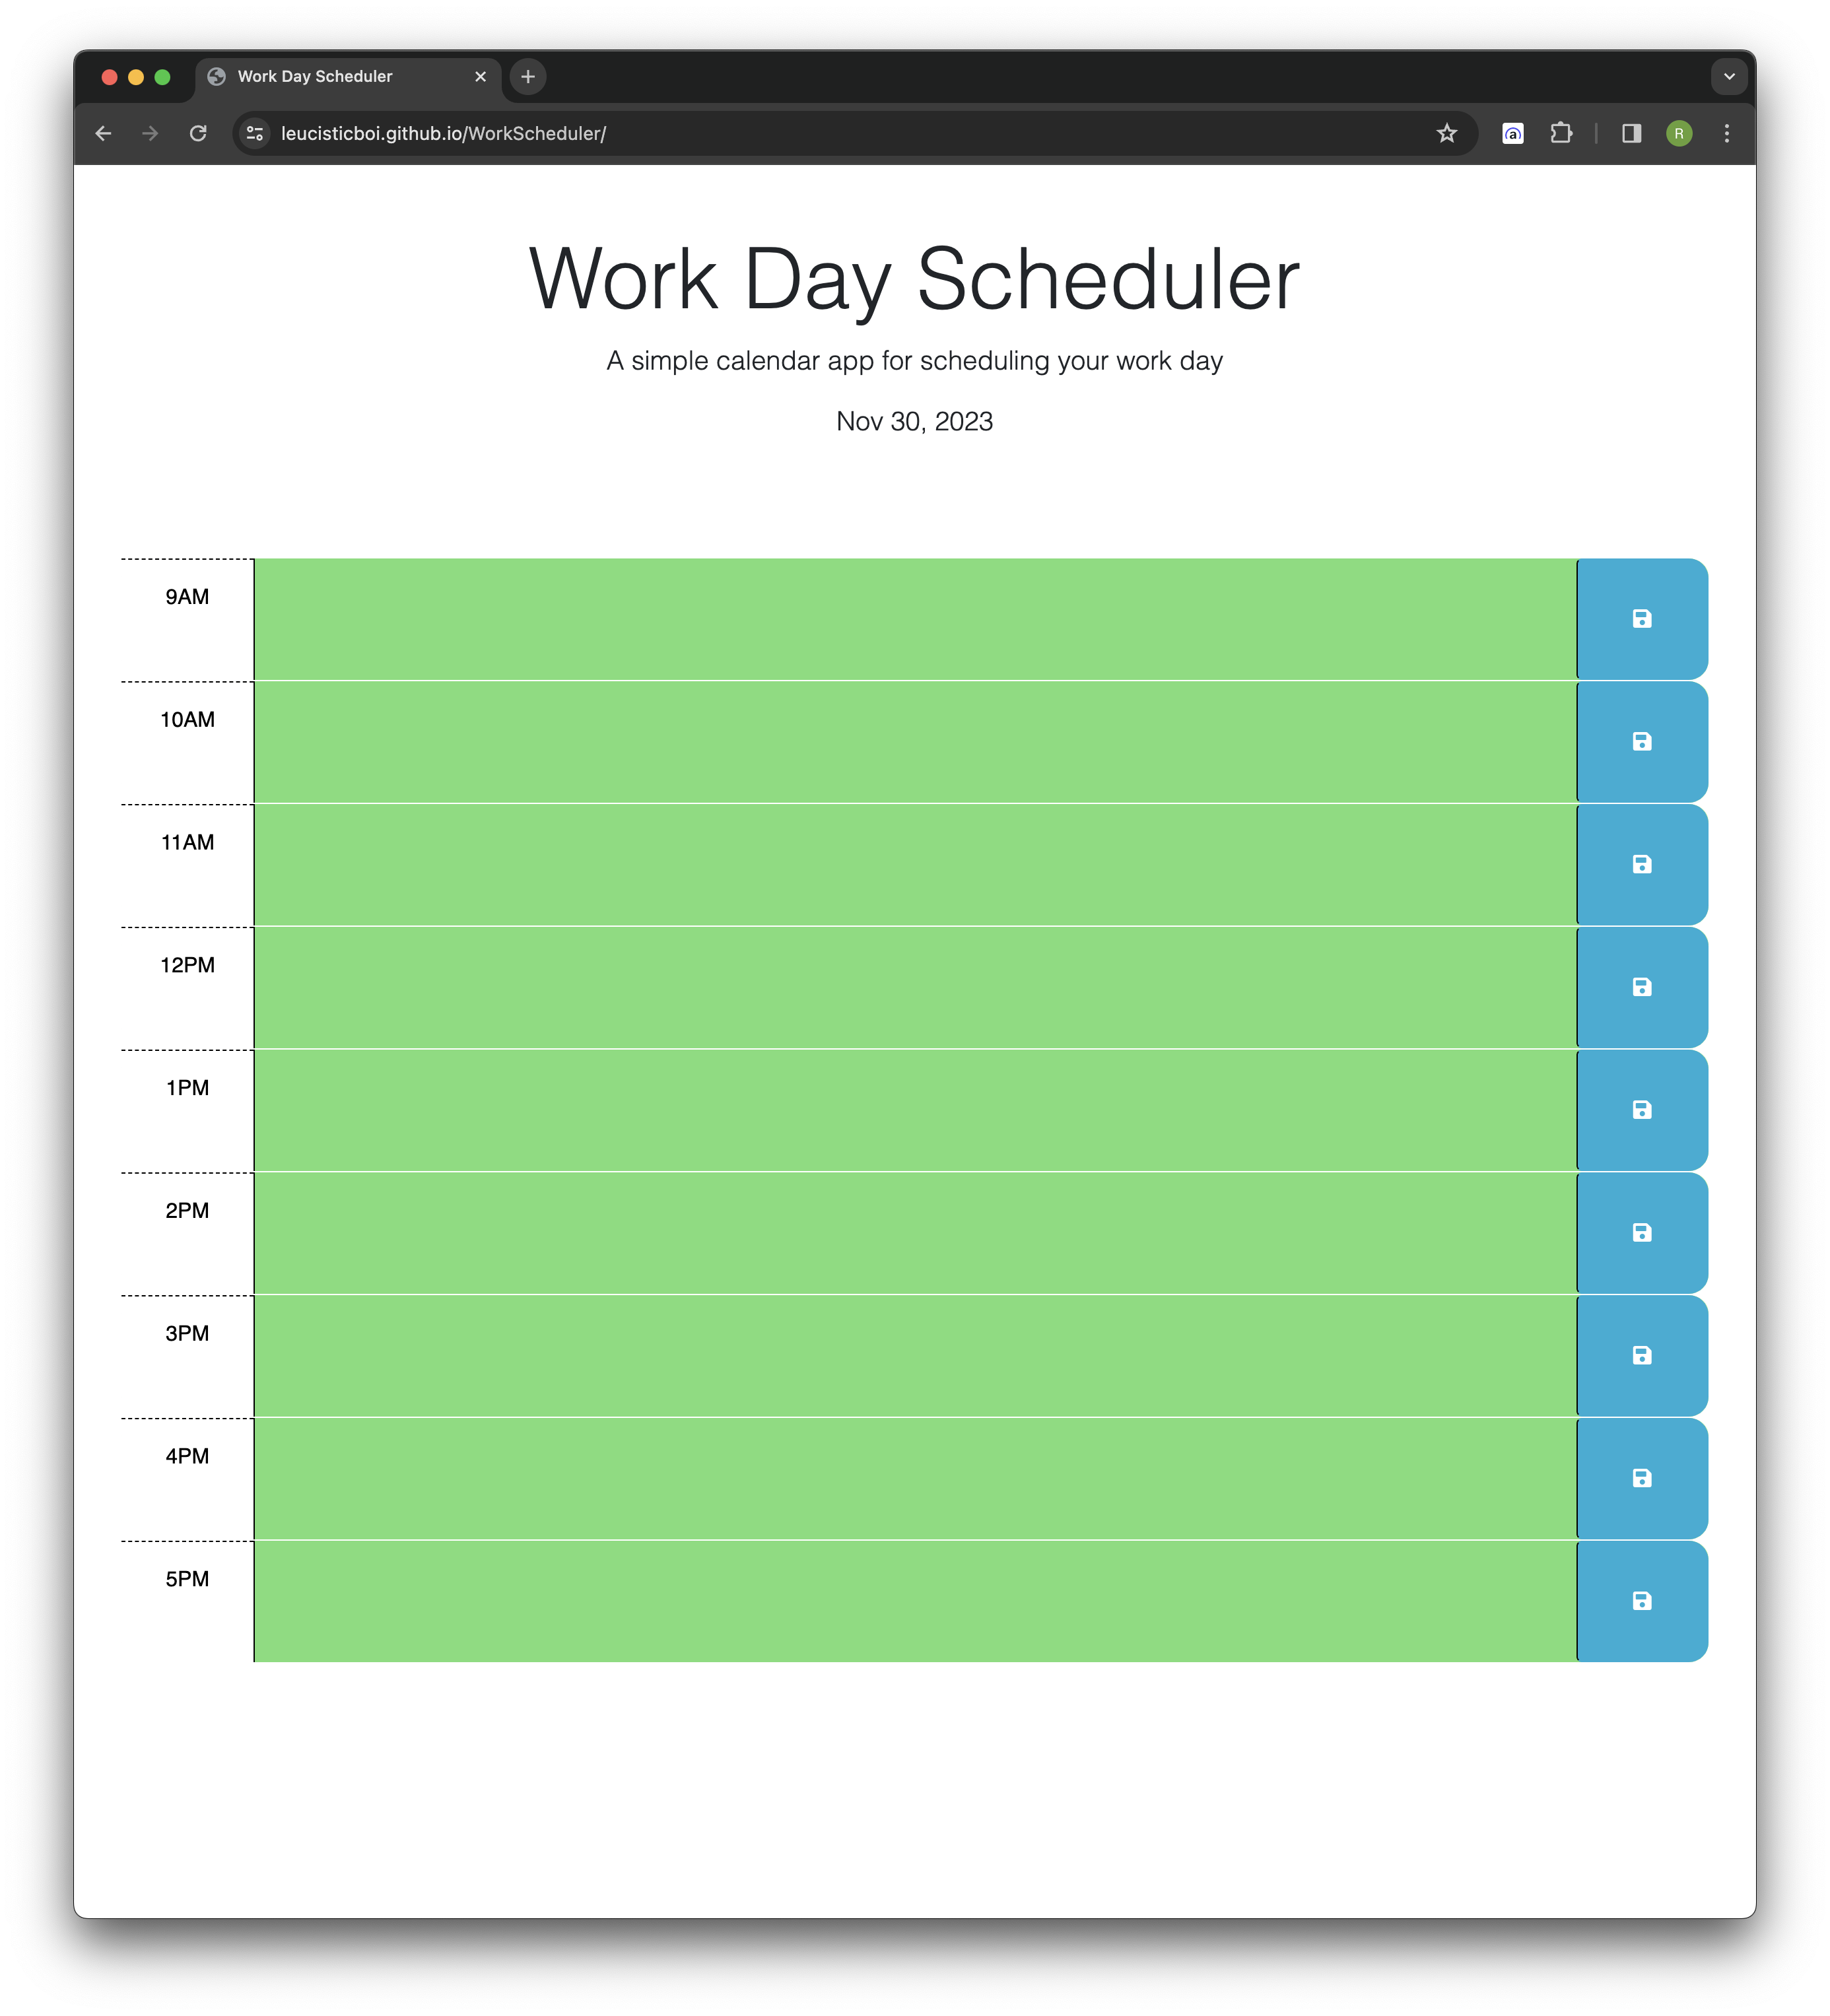 Work Day Scheduler
leucisticboi.github.io/WorkScheduler/
a
R
Work Day Scheduler
A simple calendar app for scheduling your work day
Nov 30, 2023
9AM
10AM
11AM
12PM
1PM
2PM
3PM
4PM
5PM